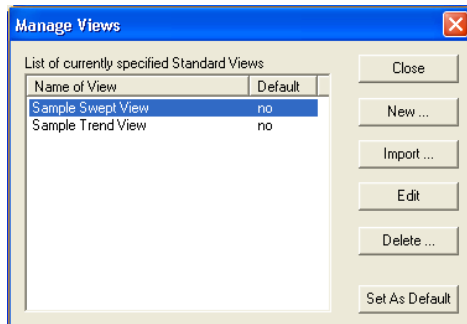 Manage Views
List of currently specified Standard Views
Name of View Default
Sample Swept View no
Sample Trend View no
Close
New ...
Import ...
Edit
Delete ...
Set As Default